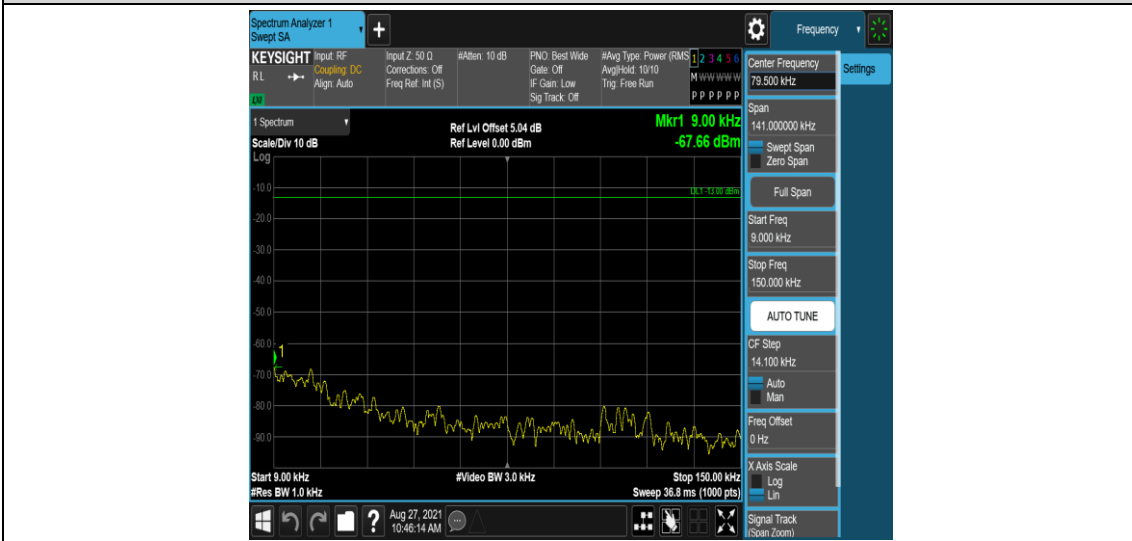 Spectrum Analyzer 1
Swept SA
+
Frequency
KEYSIGHT
RL
LXI
Input: RF
Coupling: DC
Align: Auto
Input Z: 50 Ω
Corrections: Off
Freq Ref: Int (S)
#Atten: 10 dB
PNO: Best Wide
Gate: Off
IF Gain: Low
Sig Track: Off
#Avg Type: Power (RMS
Avg|Hold: 10/10
Trig: Free Run
1 2 3 4 5 6
M W W W W W
P P P P P P
1 Spectrum
Scale/Div 10 dB
Log
Ref Lvl Offset 5.04 dB
Ref Level 0.00 dBm
Mkr1 9.00 kHz
-67.66 dBm
DL1 -13.00 dBm
-10.0
-20.0
-30.0
-40.0
-50.0
-60.0
1
-70.0
-80.0
-90.0
Start 9.00 kHz
#Res BW 1.0 kHz
#Video BW 3.0 kHz
Stop 150.00 kHz
Sweep 36.8 ms (1000 pts)
Center Frequency
79.500 kHz
Settings
Span
141.000000 kHz
Swept Span
Zero Span
Full Span
Start Freq
9.000 kHz
Stop Freq
150.000 kHz
AUTO TUNE
CF Step
14.100 kHz
Auto
Man
Freq Offset
0 Hz
X Axis Scale
Log
Lin
Signal Track
(Span Zoom)
?
Aug 27, 2021
10:46:14 AM